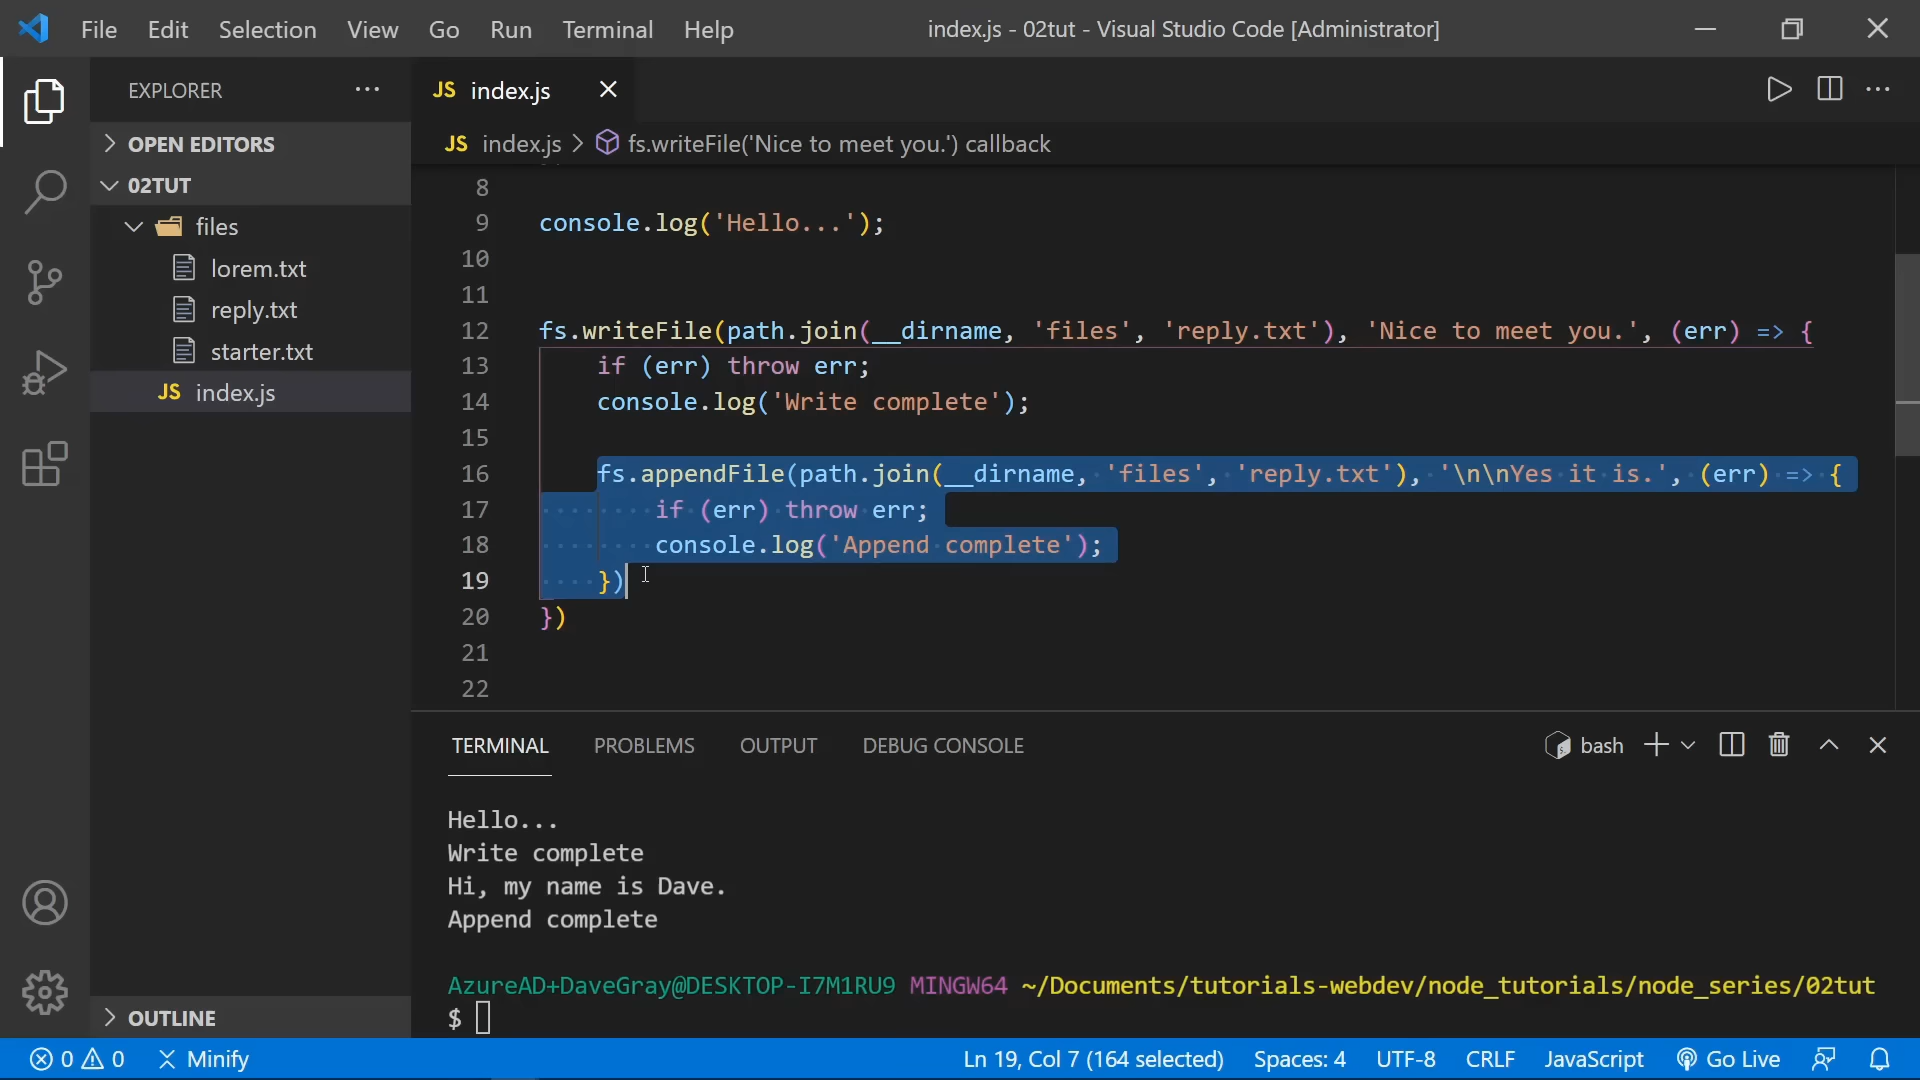 File Edit Selection View Go Run Terminal Help index.js - 02tut - Visual Studio Code [Administrator]
EXPLORER ···
JS index.js
OPEN EDITORS
JS index.js > fs.writeFile('Nice to meet you.') callback
02TUT
files
lorem.txt
reply.txt
starter.txt
JS index.js
8
9 console.log('Hello...');
10
11
12 fs.writeFile(path.join(__dirname, 'files', 'reply.txt'), 'Nice to meet you.', (err) => {
13     if (err) throw err;
14     console.log('Write complete');
15
16     fs.appendFile(path.join(__dirname, 'files', 'reply.txt'), '\n\nYes it is.', (err) => {
17         if (err) throw err;
18         console.log('Append complete');
19     })
20 })
21
22
TERMINAL PROBLEMS OUTPUT DEBUG CONSOLE bash
Hello...
Write complete
Hi, my name is Dave.
Append complete
AzureAD+DaveGray@DESKTOP-I7M1RU9 MINGW64 ~/Documents/tutorials-webdev/node_tutorials/node_series/02tut
$
OUTLINE
0 0 Minify Ln 19, Col 7 (164 selected) Spaces: 4 UTF-8 CRLF JavaScript Go Live